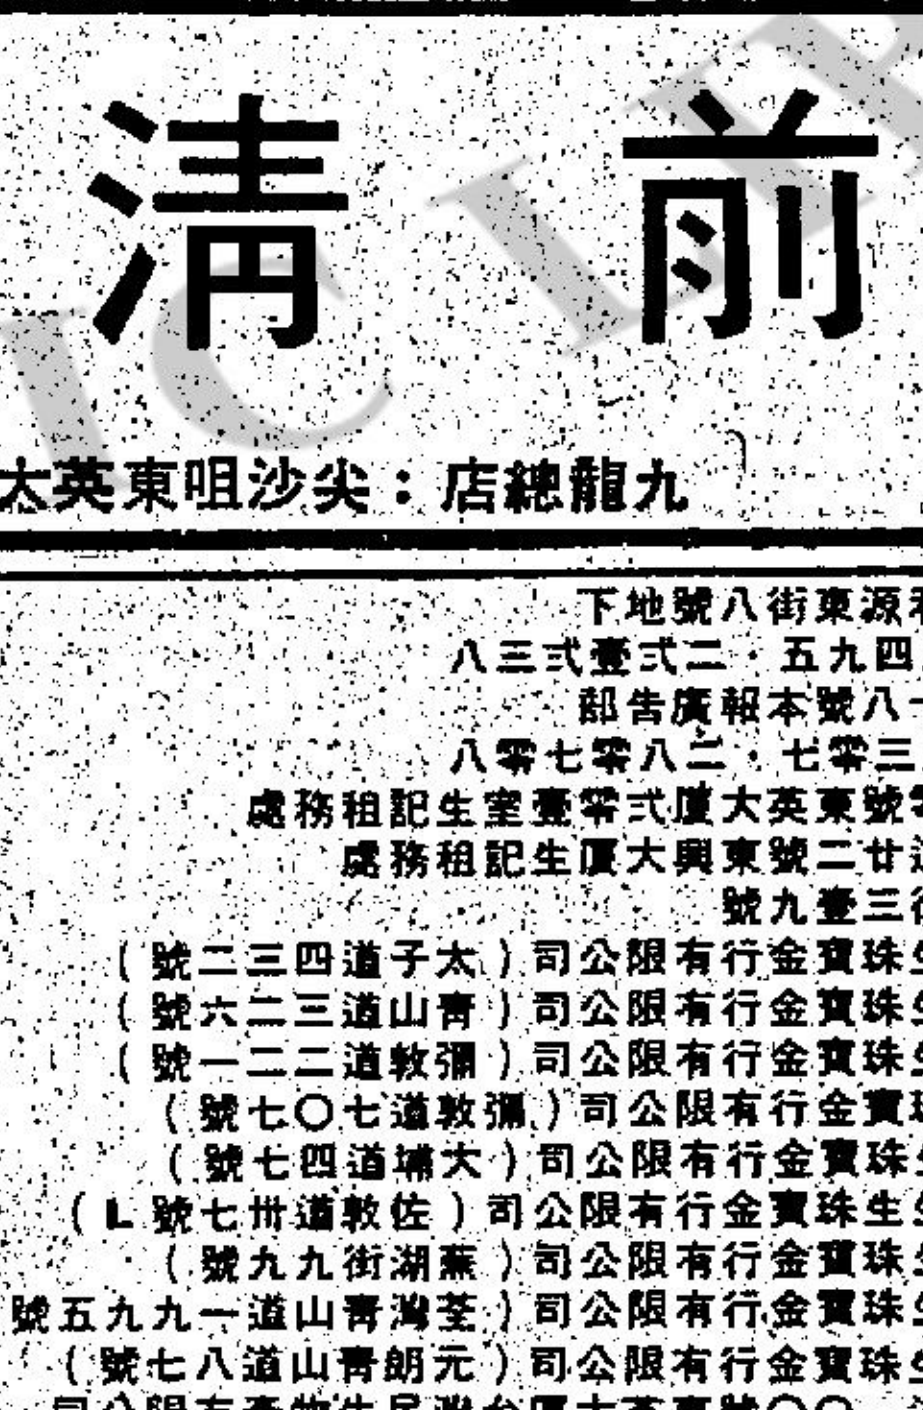 前清
九龍總店：尖沙咀東英太
源東街八號地下
四九五·二弍壹弍三八
八號本報廣告部
三零七·二八零七零八
號東英大廈弍零壹室生記租務處
廿二號東興大廈生記租務處
三壹九號
珠寶金行有限公司（太子道四三二號）
珠寶金行有限公司（青山道三二六號）
珠寶金行有限公司（彌敦道二二一號）
寶金行有限公司（彌敦道七〇七號）
珠寶金行有限公司（大埔道四七號）
生珠寶金行有限公司（佐敦道卅七號L）
珠寶金行有限公司（蕪湖街九九號）
珠寶金行有限公司（荃灣青山道一九九五號
珠寶金行有限公司（元朗青山道八七號）